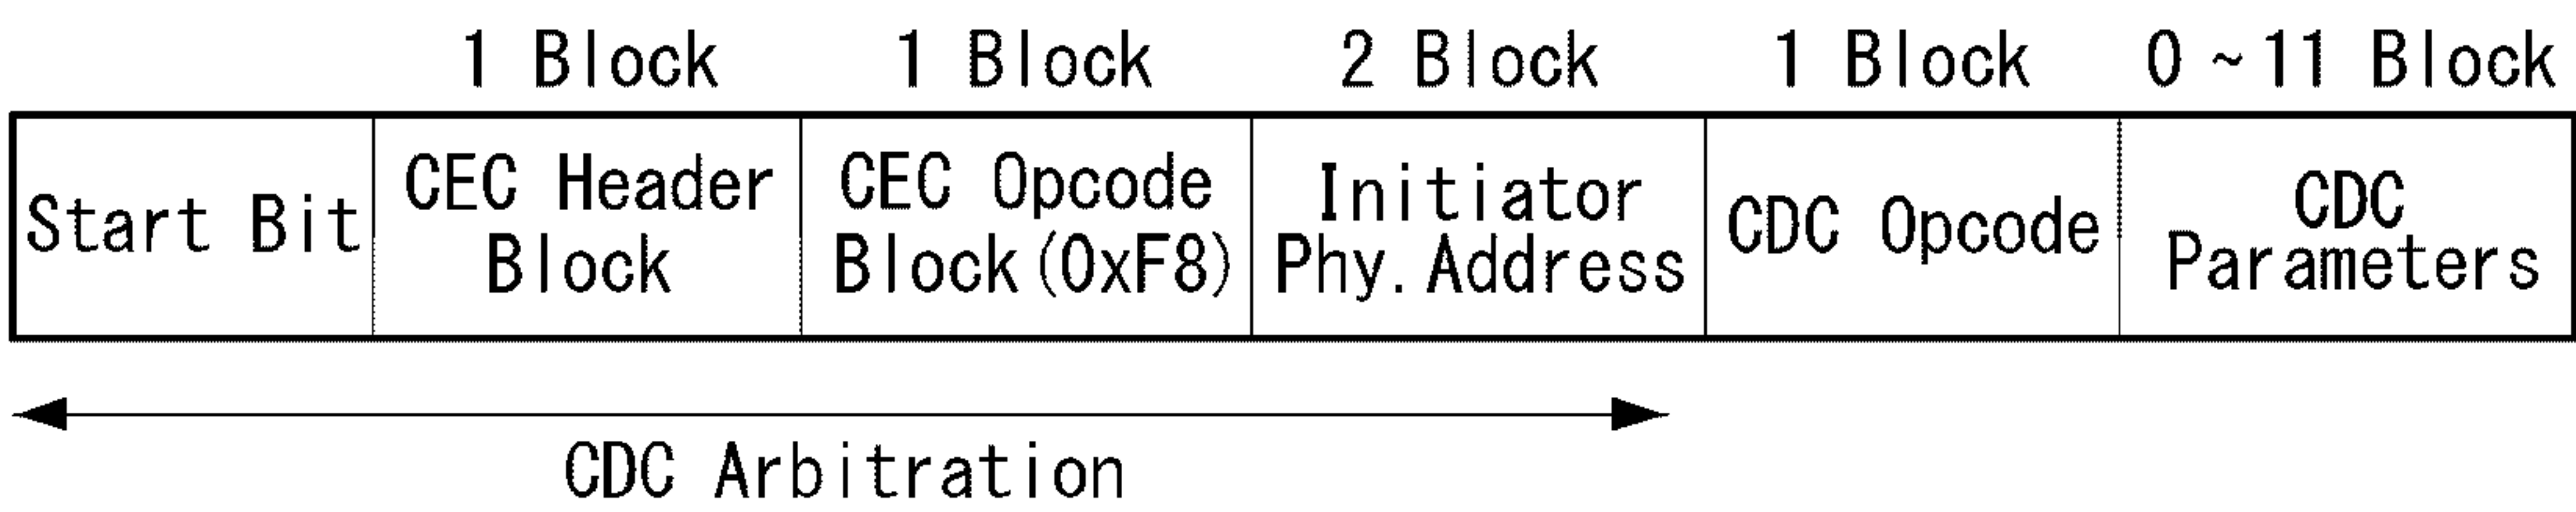 1 Block 1 Block 2 Block 1 Block 0 ~ 11 Block
Start Bit
CEC Header
Block
CEC Opcode
Block (0xF8)
Initiator
Phy. Address
CDC Opcode
CDC
Parameters
CDC Arbitration